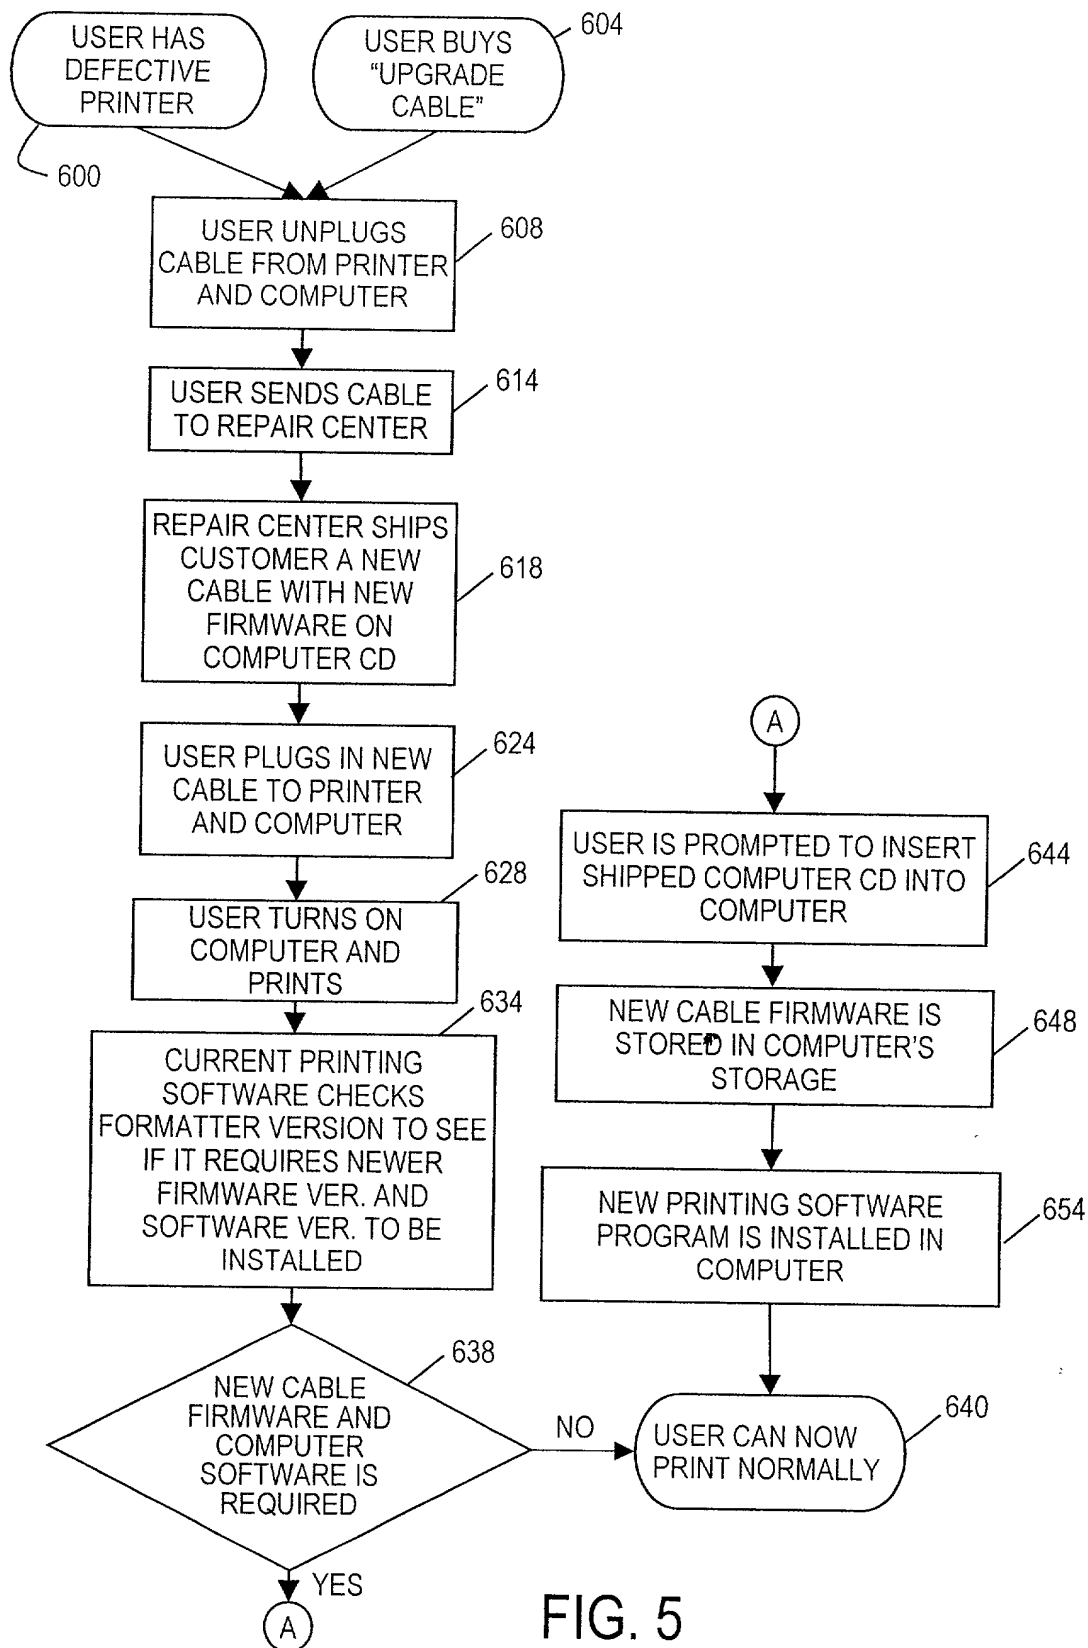 USER HAS
DEFECTIVE
PRINTER
600
USER BUYS
“UPGRADE
CABLE”
604
USER UNPLUGS
CABLE FROM PRINTER
AND COMPUTER
608
USER SENDS CABLE
TO REPAIR CENTER
614
REPAIR CENTER SHIPS
CUSTOMER A NEW
CABLE WITH NEW
FIRMWARE ON
COMPUTER CD
618
USER PLUGS IN NEW
CABLE TO PRINTER
AND COMPUTER
624
USER TURNS ON
COMPUTER AND
PRINTS
628
CURRENT PRINTING
SOFTWARE CHECKS
FORMATTER VERSION TO SEE
IF IT REQUIRES NEWER
FIRMWARE VER. AND
SOFTWARE VER. TO BE
INSTALLED
634
NEW CABLE
FIRMWARE AND
COMPUTER
SOFTWARE IS
REQUIRED
638
NO
YES
A
A
USER IS PROMPTED TO INSERT
SHIPPED COMPUTER CD INTO
COMPUTER
644
NEW CABLE FIRMWARE IS
STORED IN COMPUTER'S
STORAGE
648
NEW PRINTING SOFTWARE
PROGRAM IS INSTALLED IN
COMPUTER
654
USER CAN NOW
PRINT NORMALLY
640
FIG. 5